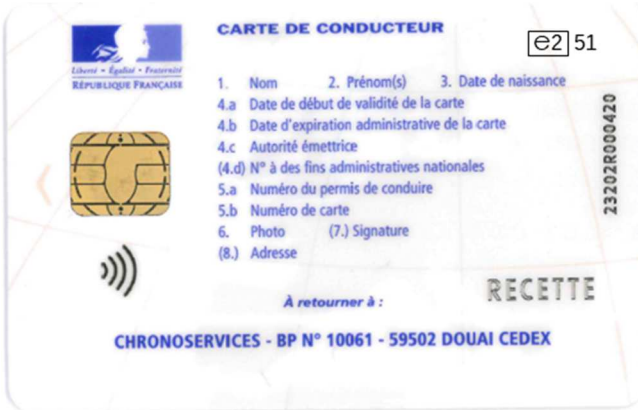 CARTE DE CONDUCTEUR
e2 51
Liberté • Égalité • Fraternité
RÉPUBLIQUE FRANÇAISE
1. Nom 2. Prénom(s) 3. Date de naissance
4.a Date de début de validité de la carte
4.b Date d'expiration administrative de la carte
4.c Autorité émettrice
(4.d) N° à des fins administratives nationales
5.a Numéro du permis de conduire
5.b Numéro de carte
6. Photo (7.) Signature
(8.) Adresse
23202R000420
RECETTE
À retourner à :
CHRONOSERVICES - BP N° 10061 - 59502 DOUAI CEDEX